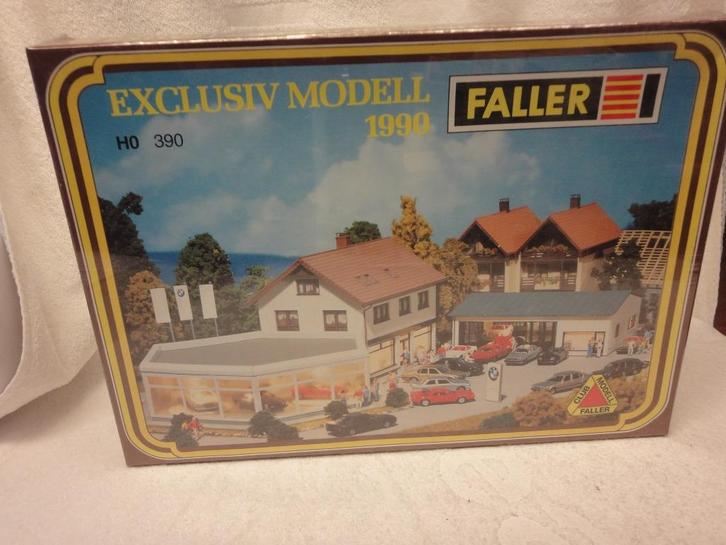 EXCLUSIV MODELL
1990
FALLER
H0 390
CLUB
MODELL
FALLER